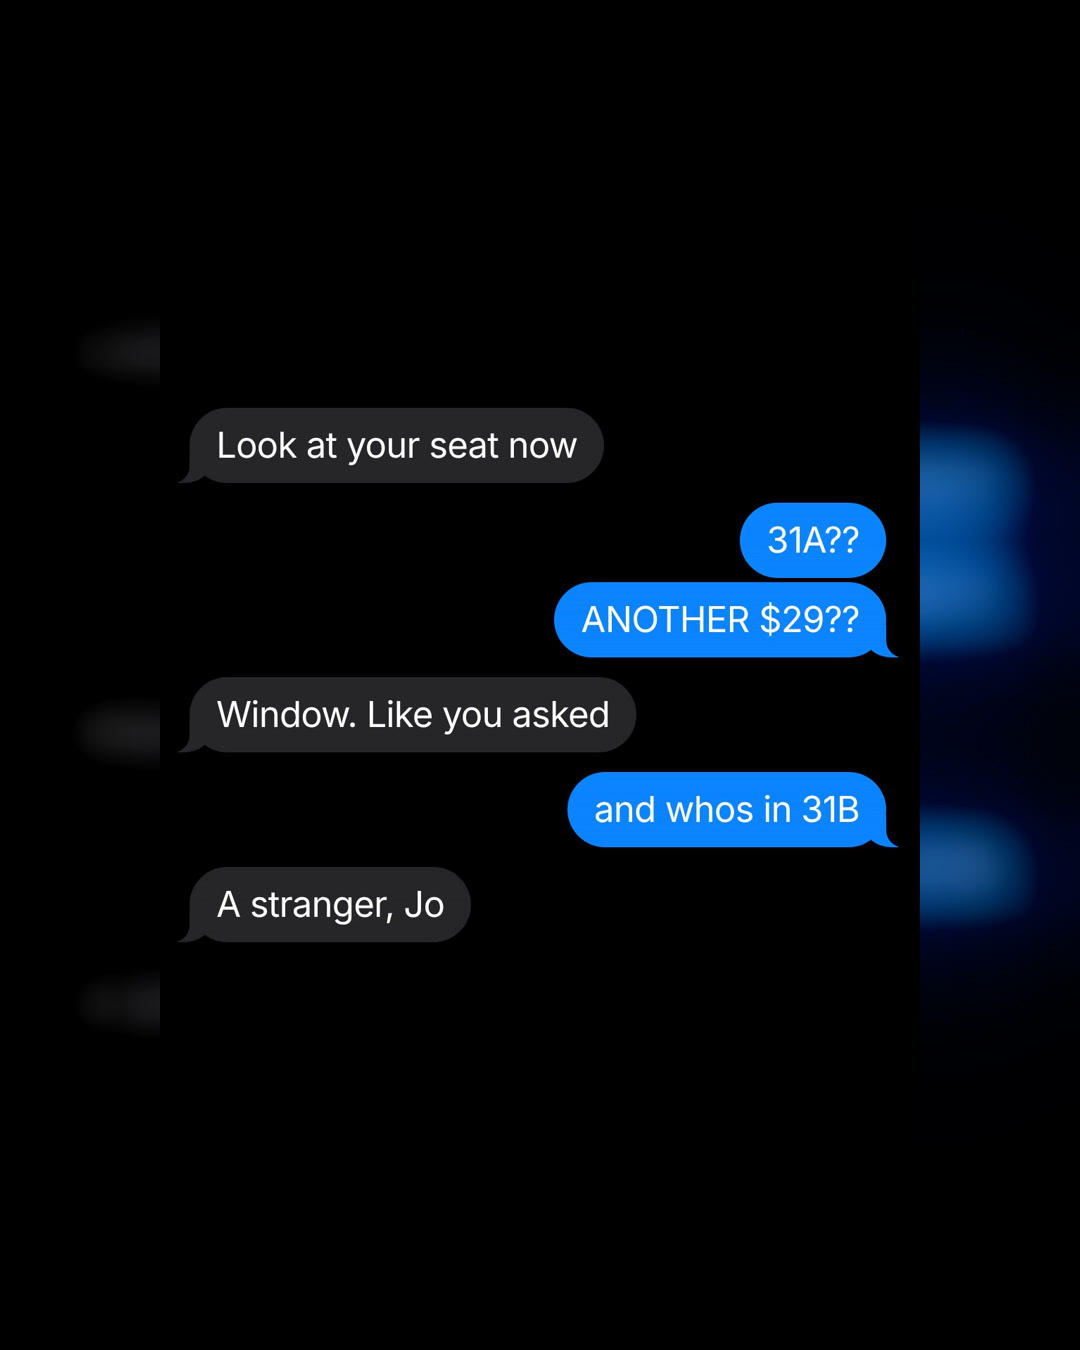 Look at your seat now
31A??
ANOTHER $29??
Window. Like you asked
and whos in 31B
A stranger, Jo